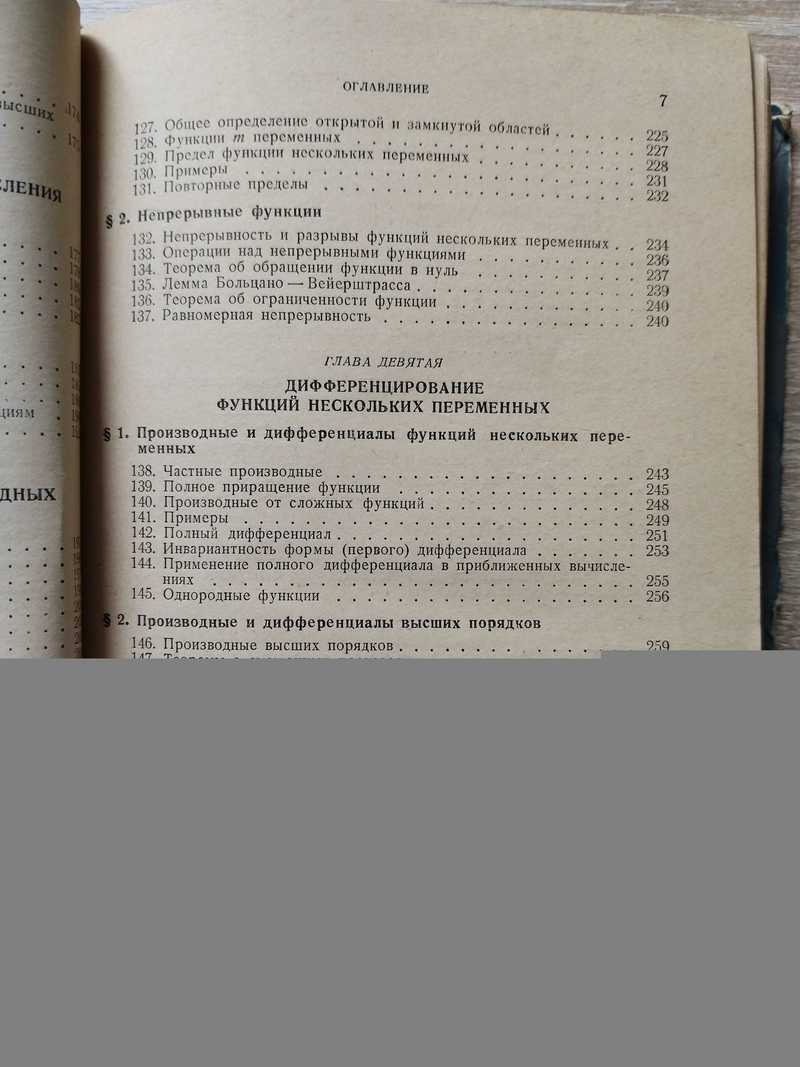 ОГЛАВЛЕНИЕ
7
127. Общее определение открытой и замкнутой областей . . . . . . 225
128. Функции m переменных . . . . . . . . . . . . . . . . . . 227
129. Предел функции нескольких переменных . . . . . . . . . . 228
130. Примеры . . . . . . . . . . . . . . . . . . . . . . . . . 231
131. Повторные пределы . . . . . . . . . . . . . . . . . . . . 232
§ 2. Непрерывные функции
132. Непрерывность и разрывы функций нескольких переменных . . 234
133. Операции над непрерывными функциями . . . . . . . . . . 236
134. Теорема об обращении функции в нуль . . . . . . . . . . 237
135. Лемма Больцано — Вейерштрасса . . . . . . . . . . . . . . 239
136. Теорема об ограниченности функции . . . . . . . . . . . . 240
137. Равномерная непрерывность . . . . . . . . . . . . . . . . 240
ГЛАВА ДЕВЯТАЯ
ДИФФЕРЕНЦИРОВАНИЕ
ФУНКЦИЙ НЕСКОЛЬКИХ ПЕРЕМЕННЫХ
§ 1. Производные и дифференциалы функций нескольких пере-
менных
138. Частные производные . . . . . . . . . . . . . . . . . . . 243
139. Полное приращение функции . . . . . . . . . . . . . . . 245
140. Производные от сложных функций . . . . . . . . . . . . . 248
141. Примеры . . . . . . . . . . . . . . . . . . . . . . . . . 249
142. Полный дифференциал . . . . . . . . . . . . . . . . . . . 251
143. Инвариантность формы (первого) дифференциала . . . . . . . 253
144. Применение полного дифференциала в приближенных вычисле-
ниях . . . . . . . . . . . . . . . . . . . . . . . . . . . 255
145. Однородные функции . . . . . . . . . . . . . . . . . . . 256
§ 2. Производные и дифференциалы высших порядков
146. Производные высших порядков . . . . . . . . . . . . . . 259